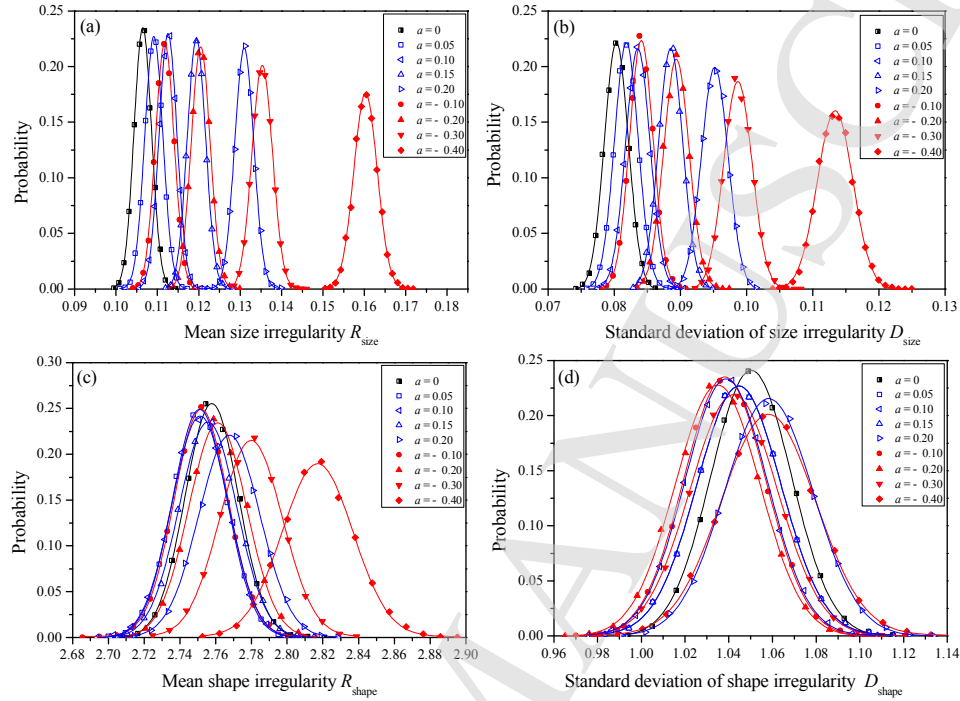 (a)
0.25
0.20
0.15
0.10
0.05
0.00
Probability
0.09 0.10 0.11 0.12 0.13 0.14 0.15 0.16 0.17 0.18
Mean size irregularity R_size
a = 0
a = 0.05
a = 0.10
a = 0.15
a = 0.20
a = - 0.10
a = - 0.20
a = - 0.30
a = - 0.40
(b)
0.25
0.20
0.15
0.10
0.05
0.00
Probability
0.07 0.08 0.09 0.10 0.11 0.12 0.13
Standard deviation of size irregularity D_size
a = 0
a = 0.05
a = 0.10
a = 0.15
a = 0.20
a = - 0.10
a = - 0.20
a = - 0.30
a = - 0.40
(c)
0.30
0.25
0.20
0.15
0.10
0.05
0.00
Probability
2.68 2.70 2.72 2.74 2.76 2.78 2.80 2.82 2.84 2.86 2.88 2.90
Mean shape irregularity R_shape
a = 0
a = 0.05
a = 0.10
a = 0.15
a = 0.20
a = - 0.10
a = - 0.20
a = - 0.30
a = - 0.40
(d)
0.25
0.20
0.15
0.10
0.05
0.00
Probability
0.96 0.98 1.00 1.02 1.04 1.06 1.08 1.10 1.12 1.14
Standard deviation of shape irregularity D_shape
a = 0
a = 0.05
a = 0.10
a = 0.15
a = 0.20
a = - 0.10
a = - 0.20
a = - 0.30
a = - 0.40
MANUSCRI